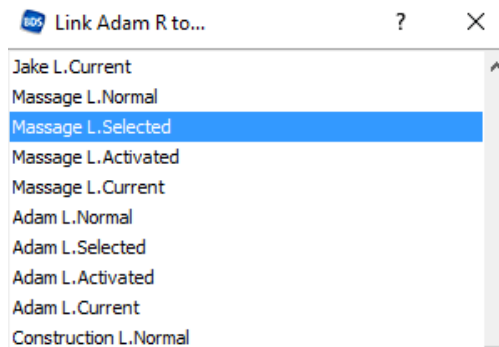 BDS Link Adam R to... ?
Jake L.Current
Massage L.Normal
Massage L.Selected
Massage L.Activated
Massage L.Current
Adam L.Normal
Adam L.Selected
Adam L.Activated
Adam L.Current
Construction L.Normal